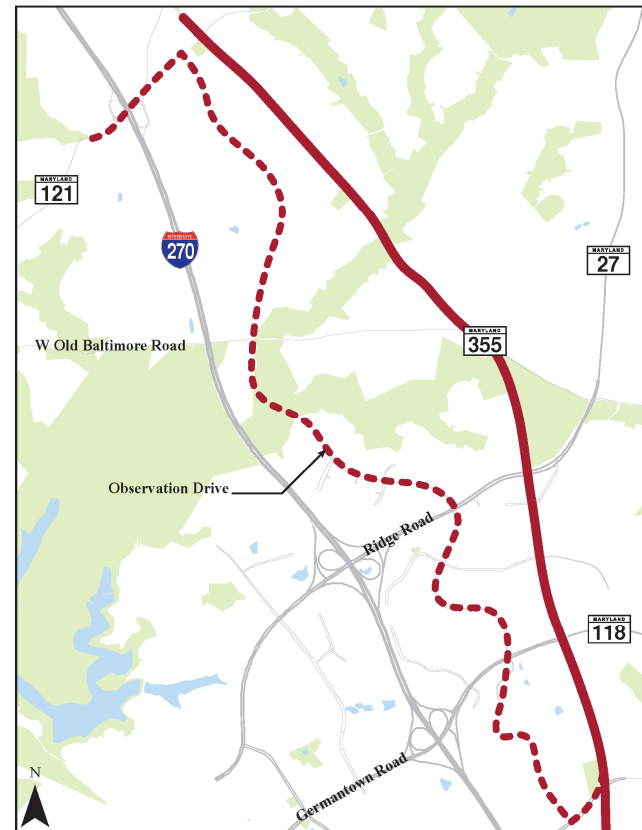 MARYLAND
121
INTERSTATE
270
MARYLAND
27
W Old Baltimore Road
MARYLAND
355
Observation Drive
Ridge Road
MARYLAND
118
Germantown Road
N